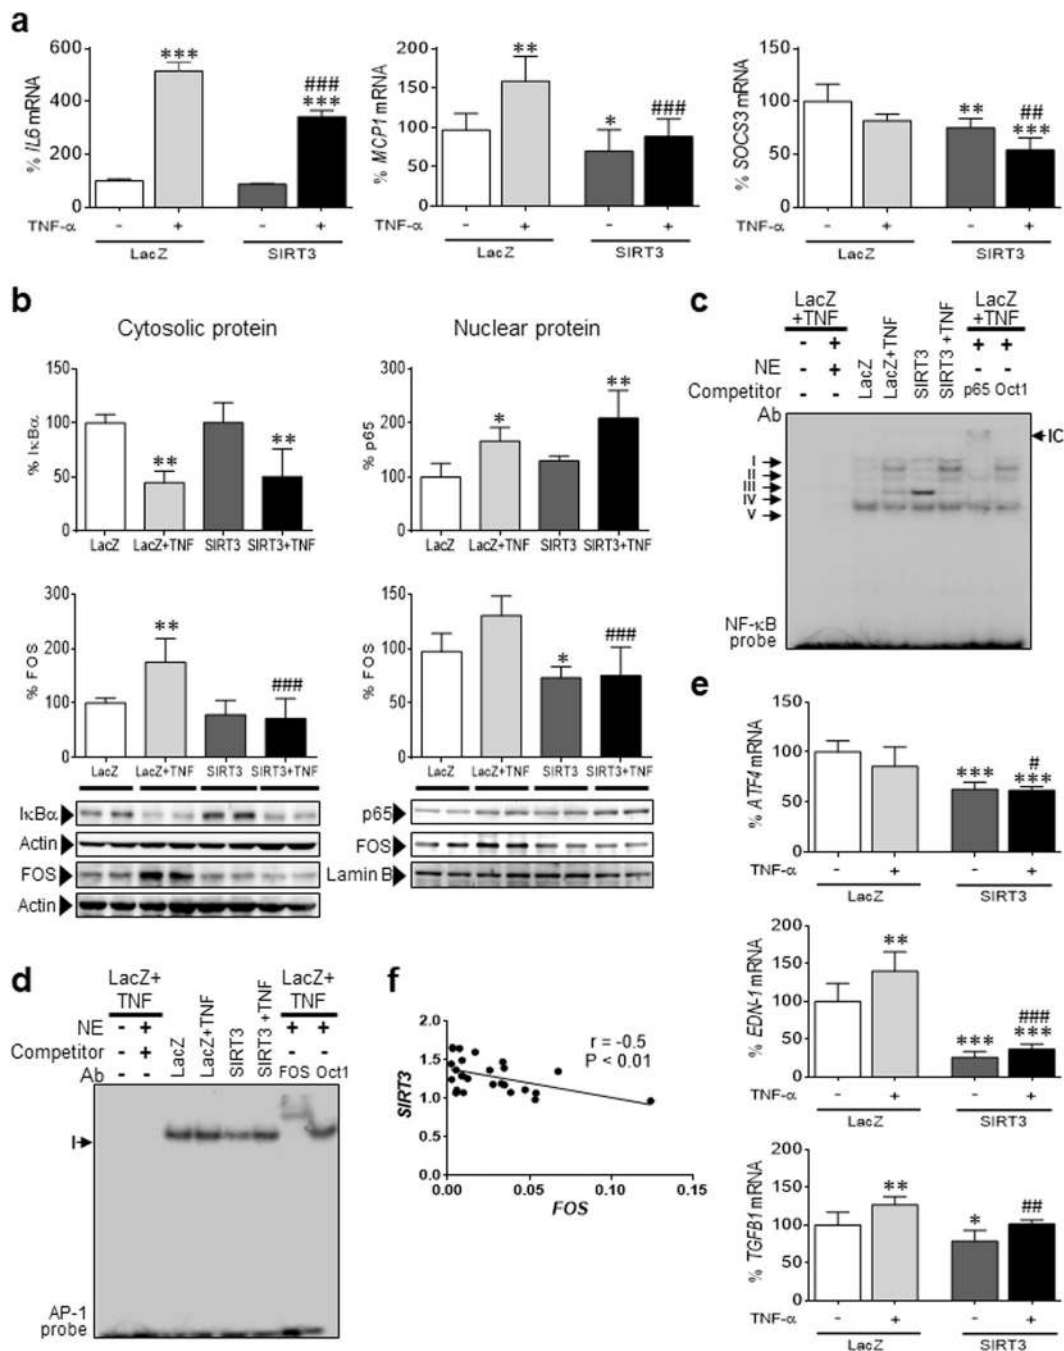 a
% IL6 mRNA
600
400
200
0
***
###
***
TNF-α
-
+
-
+
LacZ
SIRT3
% MCP1 mRNA
200
150
100
50
0
**
*
###
-
+
-
+
LacZ
SIRT3
% SOCS3 mRNA
150
100
50
0
**
##
***
TNF-α
-
+
-
+
LacZ
SIRT3
b
Cytosolic protein
Nuclear protein
% IκBα
150
100
50
0
**
**
LacZ LacZ+TNF SIRT3 SIRT3+TNF
% p65
300
200
100
0
*
**
LacZ LacZ+TNF SIRT3 SIRT3+TNF
% FOS
300
200
100
0
**
###
LacZ LacZ+TNF SIRT3 SIRT3+TNF
% FOS
150
100
50
0
*
###
LacZ LacZ+TNF SIRT3 SIRT3+TNF
IκBα
Actin
FOS
Actin
p65
FOS
Lamin B
c
LacZ
+TNF
LacZ
+TNF
- + + +
NE
- + - -
Competitor
- - p65 Oct1
Ab
LacZ
LacZ+TNF
SIRT3
SIRT3 +TNF
IC
I
II
III
IV
V
NF-κB
probe
d
LacZ+
TNF
LacZ+
TNF
NE
- + + +
Competitor
- + - -
Ab
- - FOS Oct1
LacZ
LacZ+TNF
SIRT3
SIRT3 +TNF
I
AP-1
probe
e
% ATF4 mRNA
150
100
50
0
***
#
***
TNF-α
-
+
-
+
LacZ
SIRT3
% EDN-1 mRNA
200
150
100
50
0
**
***
###
***
TNF-α
-
+
-
+
LacZ
SIRT3
% TGFB1 mRNA
200
150
100
50
0
**
*
##
TNF-α
-
+
-
+
LacZ
SIRT3
f
SIRT3
2.0
1.5
1.0
0.5
0.0
r = -0.5
P < 0.01
0.00 0.05 0.10 0.15
FOS